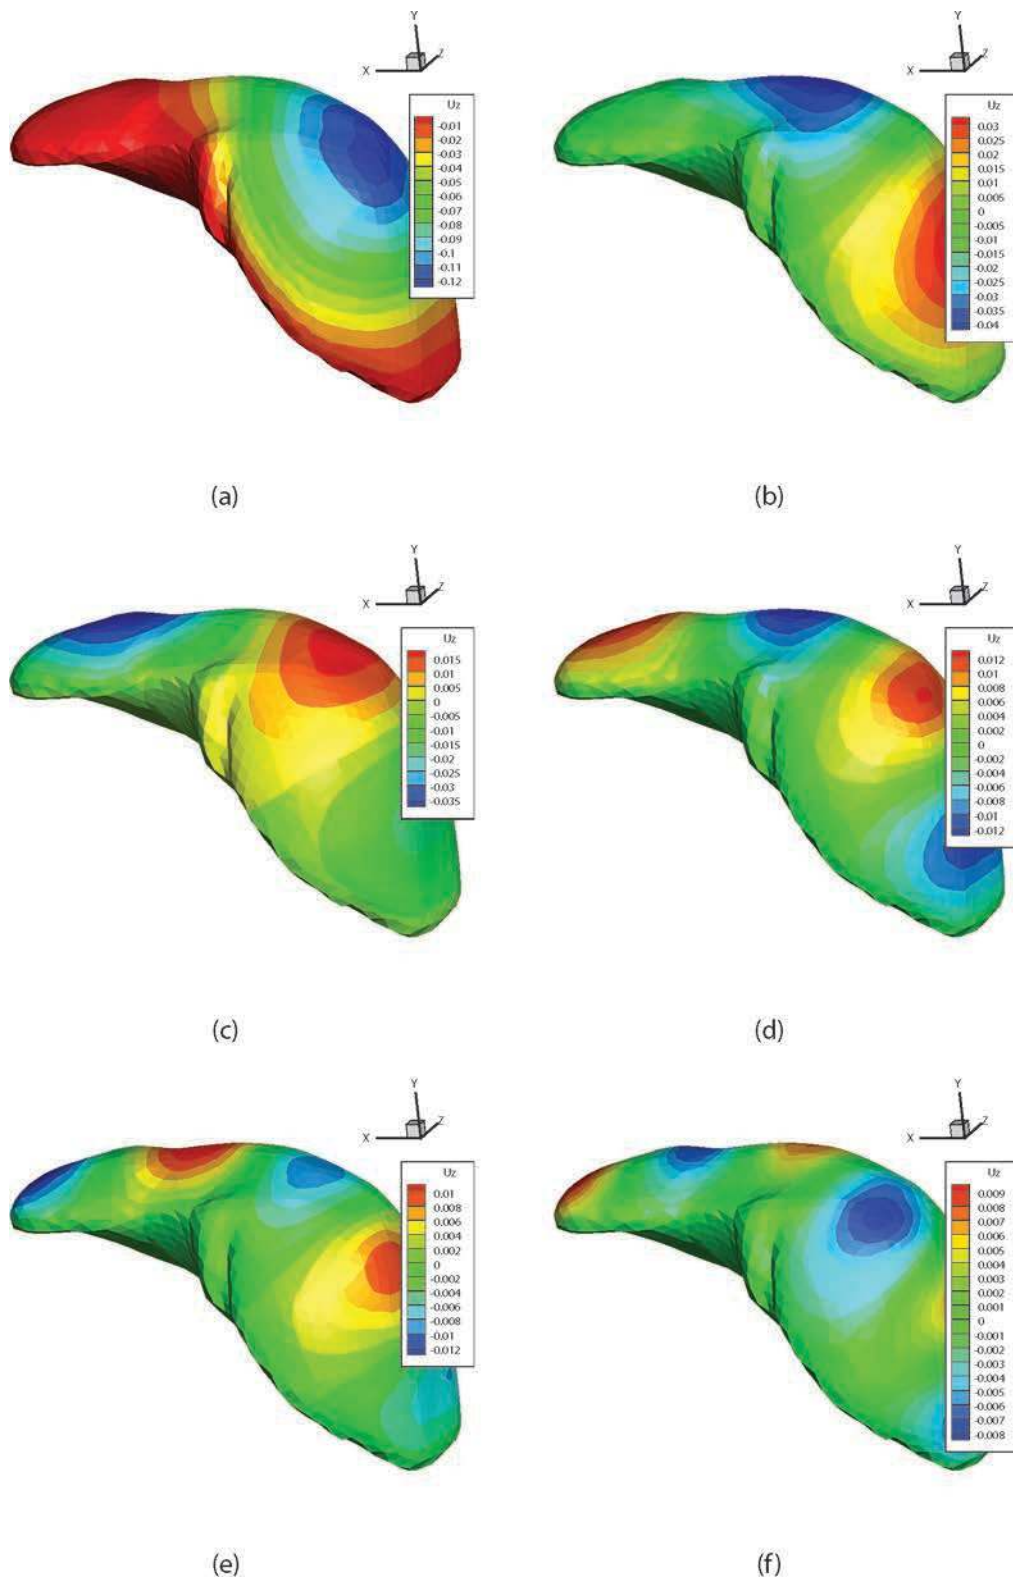 Y
Z
X
Uz
-0.01
-0.02
-0.03
-0.04
-0.05
-0.06
-0.07
-0.08
-0.09
-0.1
-0.11
-0.12
(a)
Y
Z
X
Uz
0.03
0.025
0.02
0.015
0.01
0.005
0
-0.005
-0.01
-0.015
-0.02
-0.025
-0.03
-0.035
-0.04
(b)
Y
Z
X
Uz
0.015
0.01
0.005
0
-0.005
-0.01
-0.015
-0.02
-0.025
-0.03
-0.035
(c)
Y
Z
X
Uz
0.012
0.01
0.008
0.006
0.004
0.002
0
-0.002
-0.004
-0.006
-0.008
-0.01
-0.012
(d)
Y
Z
X
Uz
0.01
0.008
0.006
0.004
0.002
0
-0.002
-0.004
-0.006
-0.008
-0.01
-0.012
(e)
Y
Z
X
Uz
0.009
0.008
0.007
0.006
0.005
0.004
0.003
0.002
0.001
0
-0.001
-0.002
-0.003
-0.004
-0.005
-0.006
-0.007
-0.008
(f)